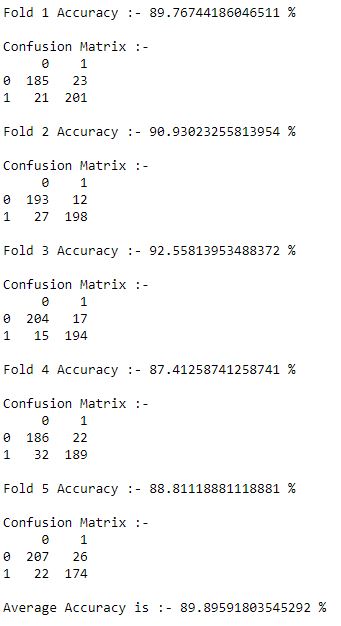 Fold 1 Accuracy :- 89.76744186046511 %
Confusion Matrix :-
0 1
0 185 23
1 21 201
Fold 2 Accuracy :- 90.93023255813954 %
Confusion Matrix :-
0 1
0 193 12
1 27 198
Fold 3 Accuracy :- 92.55813953488372 %
Confusion Matrix :-
0 1
0 204 17
1 15 194
Fold 4 Accuracy :- 87.41258741258741 %
Confusion Matrix :-
0 1
0 186 22
1 32 189
Fold 5 Accuracy :- 88.81118881118881 %
Confusion Matrix :-
0 1
0 207 26
1 22 174
Average Accuracy is :- 89.89591803545292 %